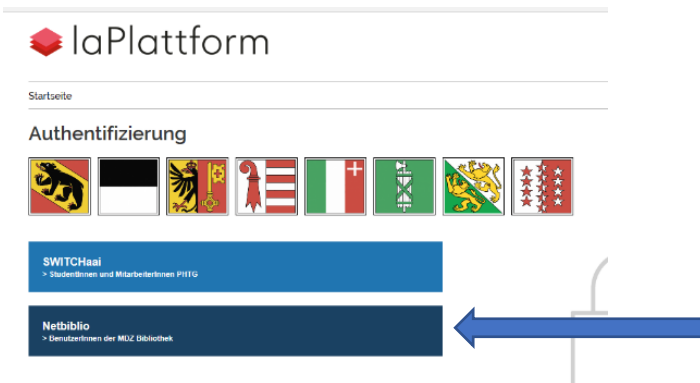 laPlattform
Startseite
Authentifizierung
SWITCHaai
> StudentInnen und MitarbeiterInnen PHTG
Netbiblio
> BenutzerInnen der MDZ Bibliothek